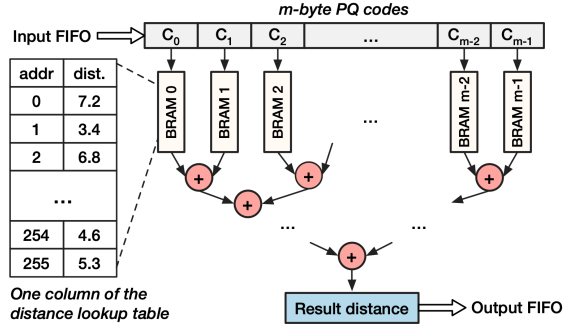 m-byte PQ codes
Input FIFO
C0 C1 C2 ... Cm-2 Cm-1
addr dist.
0 7.2
1 3.4
2 6.8
...
254 4.6
255 5.3
BRAM 0
BRAM 1
BRAM 2
...
BRAM m-2
BRAM m-1
+ + +
+
... ...
+
One column of the
distance lookup table
Result distance
Output FIFO